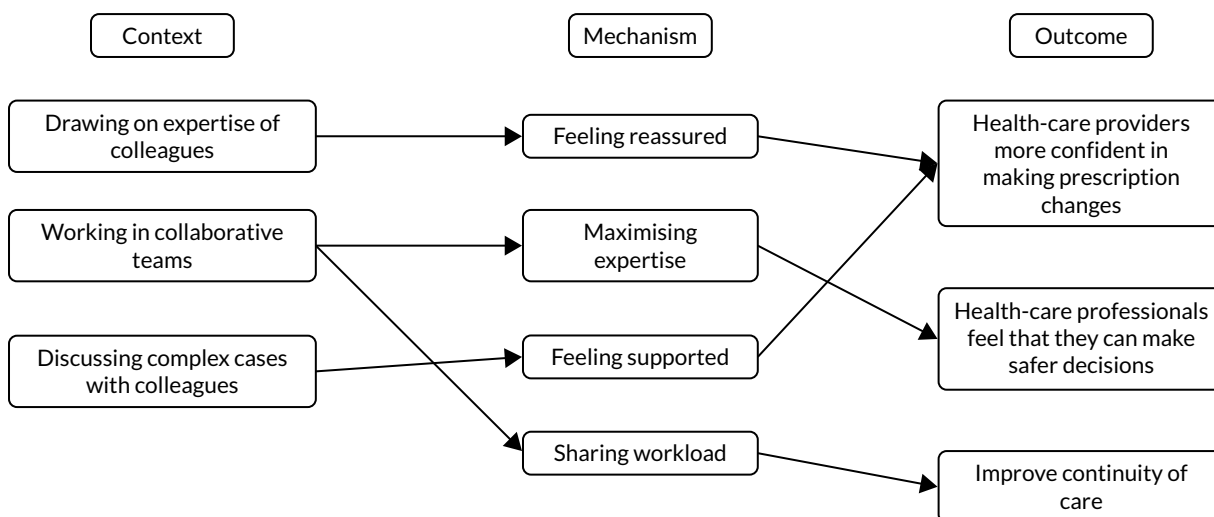 Context
Mechanism
Outcome
Drawing on expertise of
colleagues
Feeling reassured
Health-care providers
more confident in
making prescription
changes
Working in collaborative
teams
Maximising
expertise
Health-care professionals
feel that they can make
safer decisions
Discussing complex cases
with colleagues
Feeling supported
Sharing workload
Improve continuity of
care